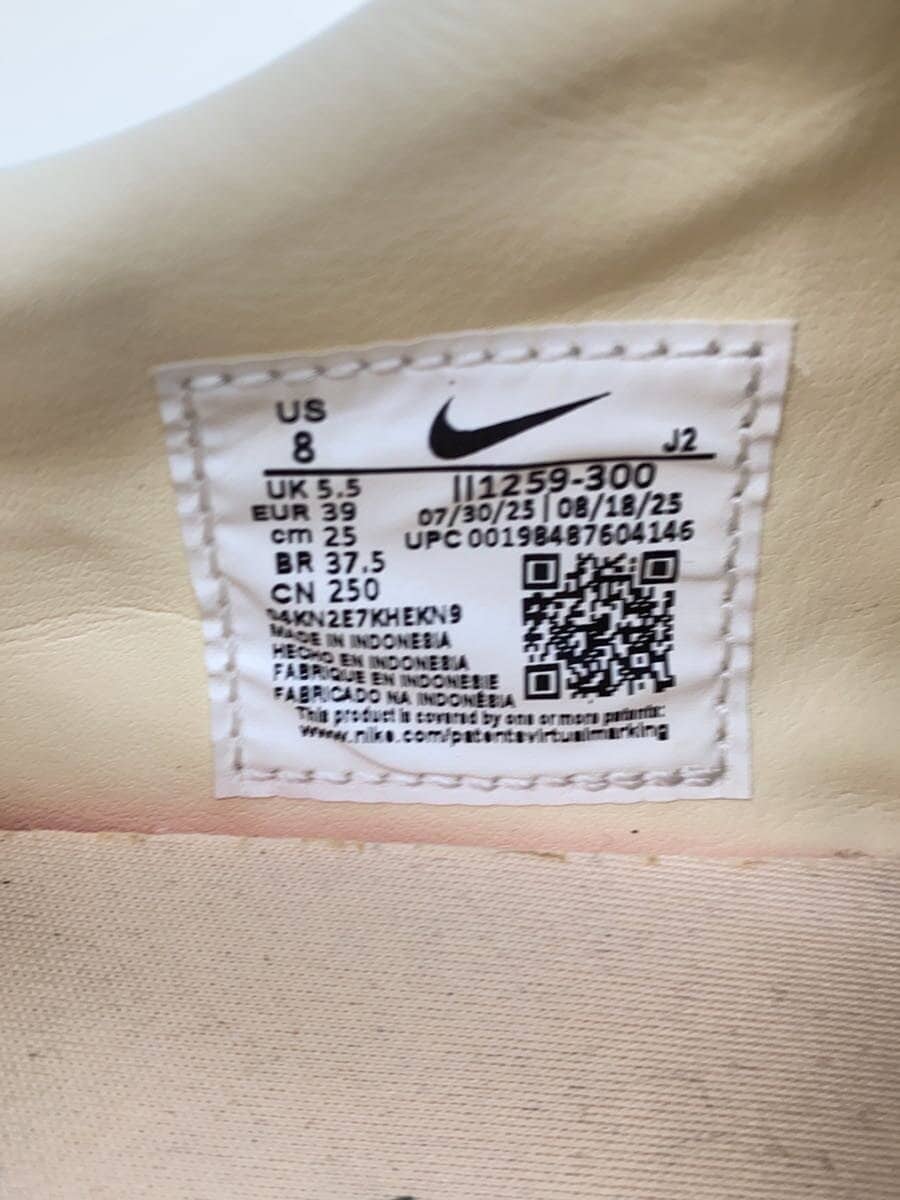 US
8
J2
UK 5.5
EUR 39
cm 25
BR 37.5
CN 250
II1259-300
07/30/25 | 08/18/25
UPC 00198487604146
04KN2E7KHEKN9
MADE IN INDONESIA
HECHO EN INDONESIA
FABRIQUE EN INDONESIE
FABRICADO NA INDONÉSIA
This product is covered by one or more patents:
www.nike.com/patentsvirtualmarking